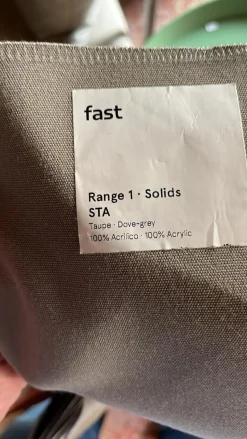 fast
Range 1 · Solids
STA
Taupe · Dove-grey
100% Acrilico · 100% Acrylic